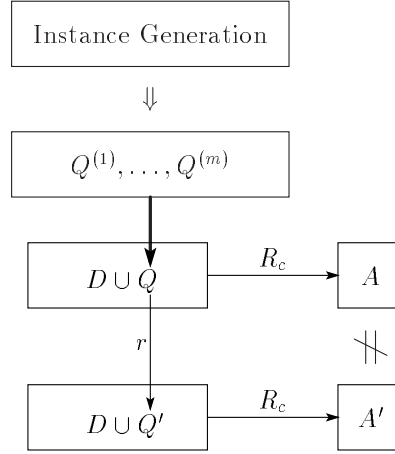 Instance Generation
⇓
Q^{(1)}, . . . , Q^{(m)}
D ∪ Q R_c A
r ∦
D ∪ Q′ R_c A′